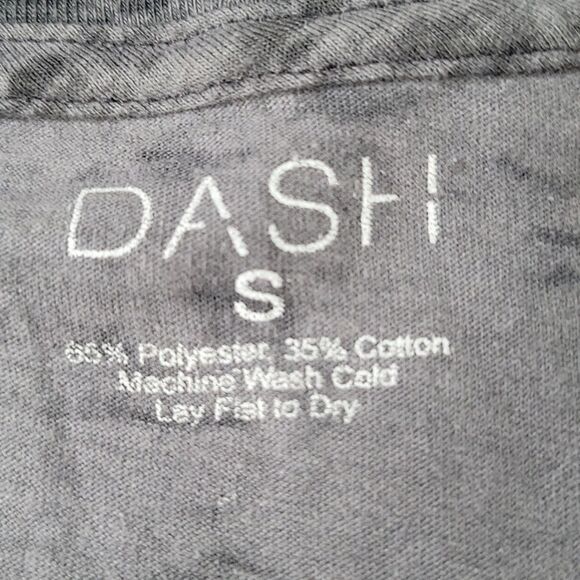 DASH
S
65% Polyester, 35% Cotton
Machine Wash Cold
Lay Flat to Dry